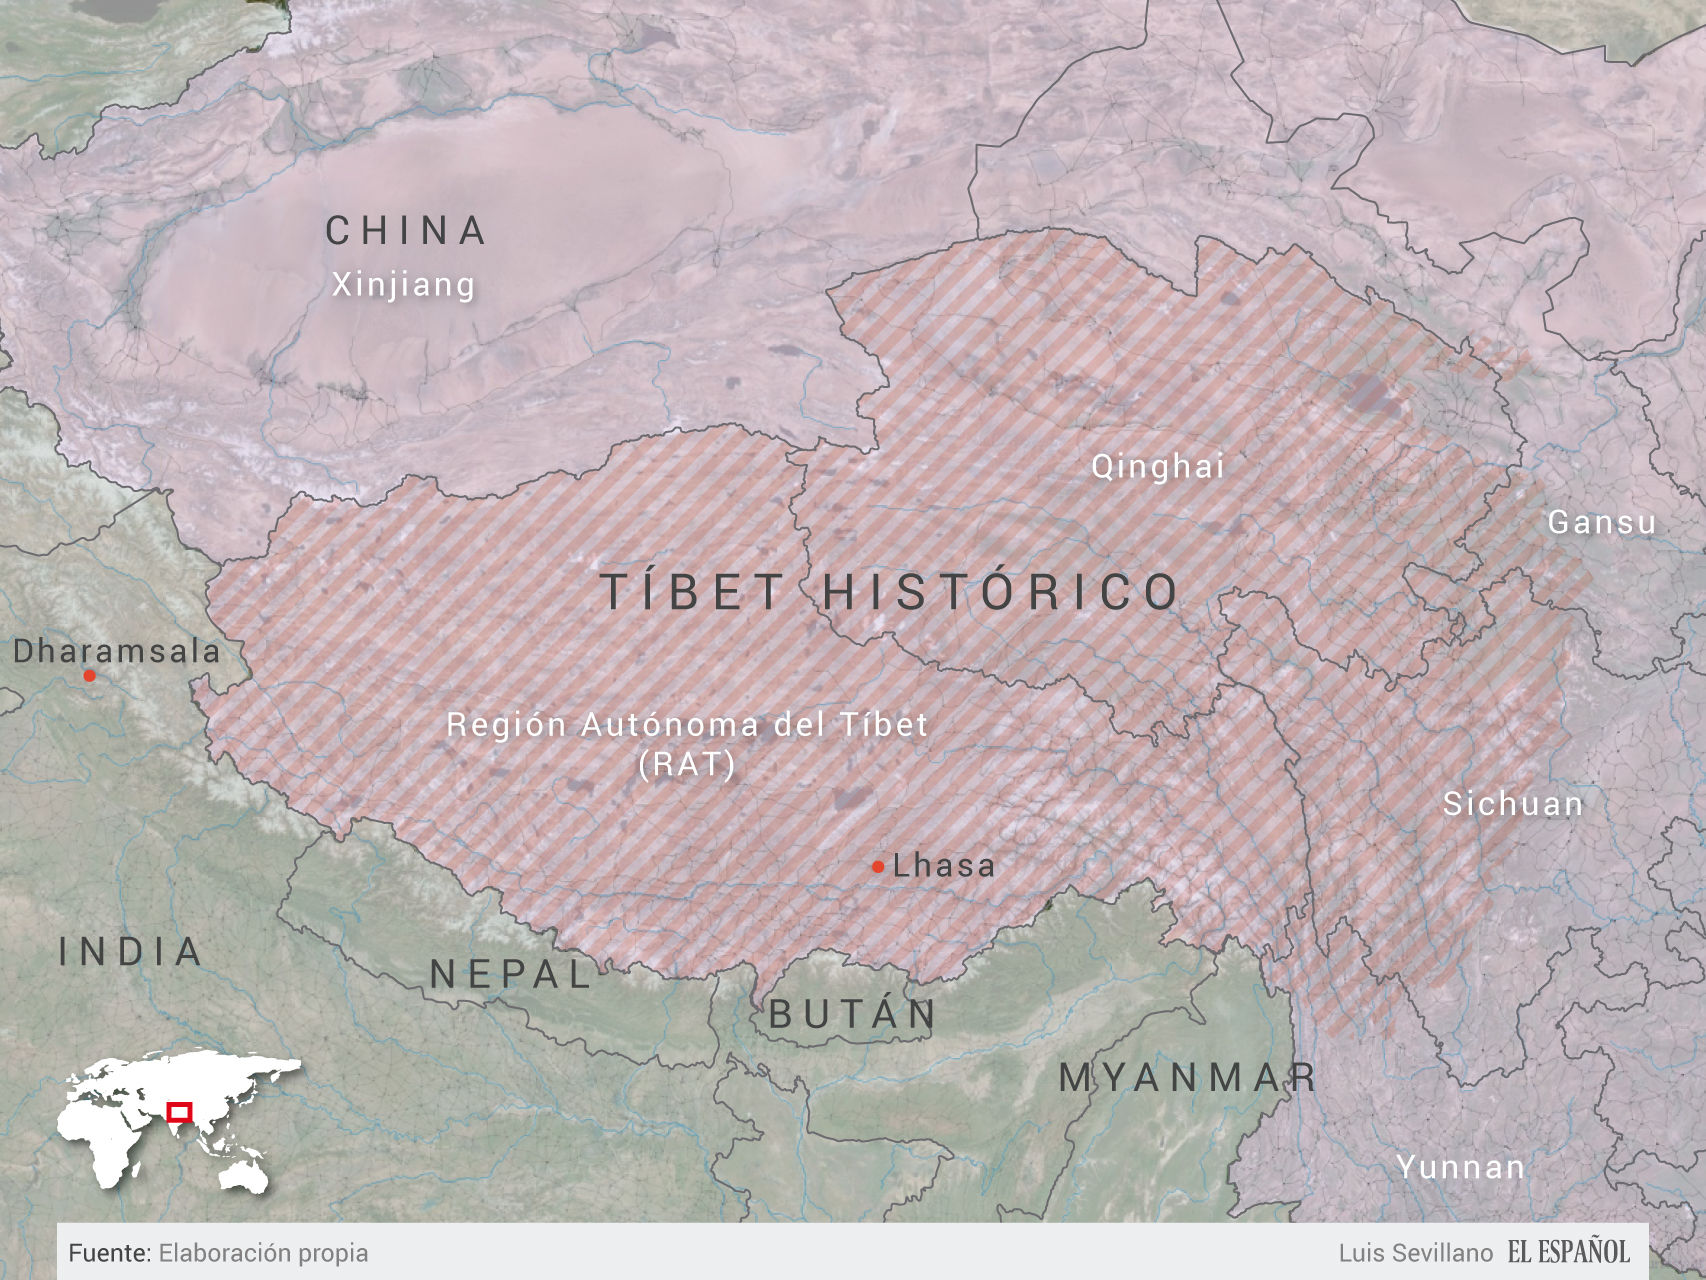 CHINA
Xinjiang
Qinghai
Gansu
TÍBET HISTÓRICO
Dharamsala
Región Autónoma del Tíbet
(RAT)
Sichuan
Lhasa
INDIA
NEPAL
BUTÁN
MYANMAR
Yunnan
Fuente: Elaboración propia
Luis Sevillano EL ESPAÑOL